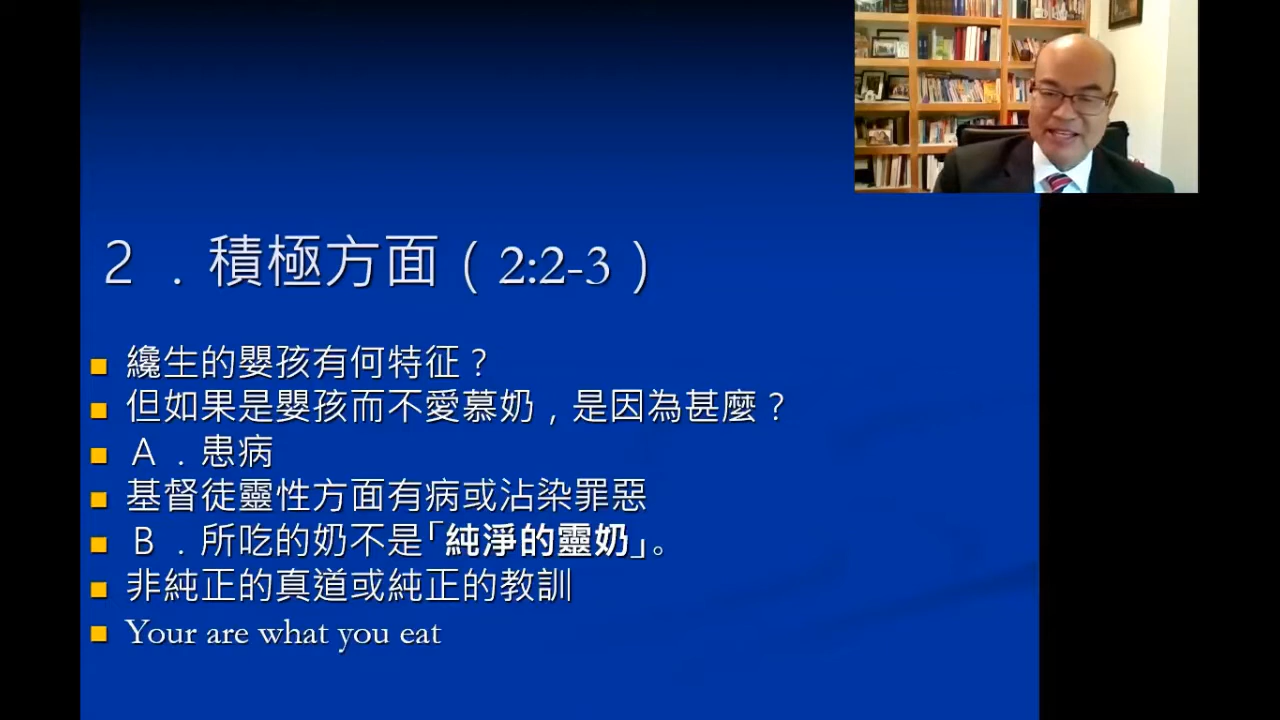 ２．積極方面（2:2-3）
纔生的嬰孩有何特征？
但如果是嬰孩而不愛慕奶，是因為甚麼？
Ａ．患病
基督徒靈性方面有病或沾染罪惡
Ｂ．所吃的奶不是「純淨的靈奶」。
非純正的真道或純正的教訓
Your are what you eat